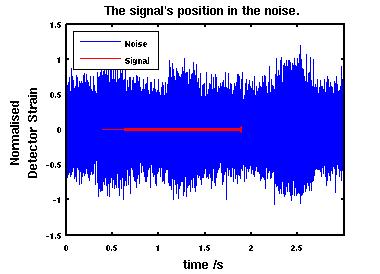 The signal's position in the noise.
1.5
Noise
Signal
1
0.5
0
-0.5
-1
-1.5
Normalised
Detector Strain
0 0.5 1 1.5 2 2.5
time /s